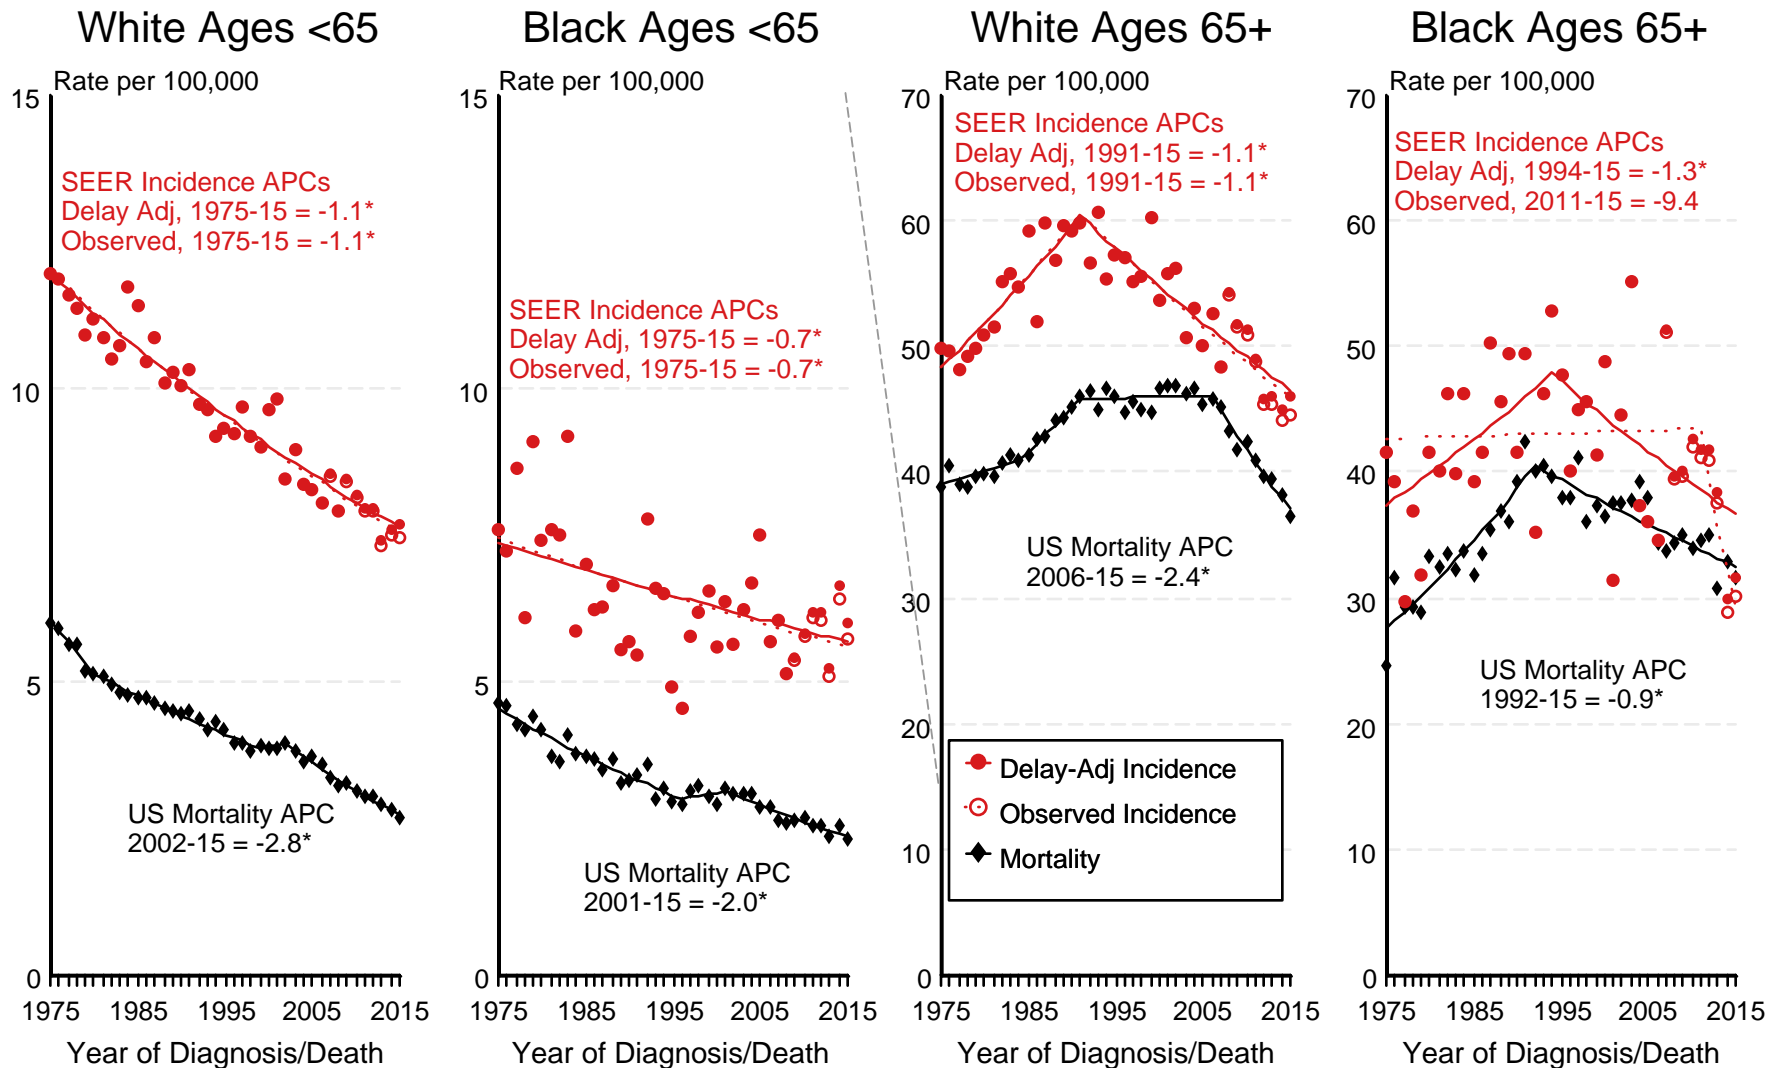 White Ages <65
Rate per 100,000
15
10
5
0
SEER Incidence APCs
Delay Adj, 1975-15 = -1.1*
Observed, 1975-15 = -1.1*
US Mortality APC
2002-15 = -2.8*
1975 1985 1995 2005 2015
Year of Diagnosis/Death
Black Ages <65
Rate per 100,000
15
10
5
0
SEER Incidence APCs
Delay Adj, 1975-15 = -0.7*
Observed, 1975-15 = -0.7*
US Mortality APC
2001-15 = -2.0*
1975 1985 1995 2005 2015
Year of Diagnosis/Death
White Ages 65+
Rate per 100,000
70
60
50
40
30
20
10
0
SEER Incidence APCs
Delay Adj, 1991-15 = -1.1*
Observed, 1991-15 = -1.1*
US Mortality APC
2006-15 = -2.4*
Delay-Adj Incidence
Observed Incidence
Mortality
1975 1985 1995 2005 2015
Year of Diagnosis/Death
Black Ages 65+
Rate per 100,000
70
60
50
40
30
20
10
0
SEER Incidence APCs
Delay Adj, 1994-15 = -1.3*
Observed, 2011-15 = -9.4
US Mortality APC
1992-15 = -0.9*
1975 1985 1995 2005 2015
Year of Diagnosis/Death